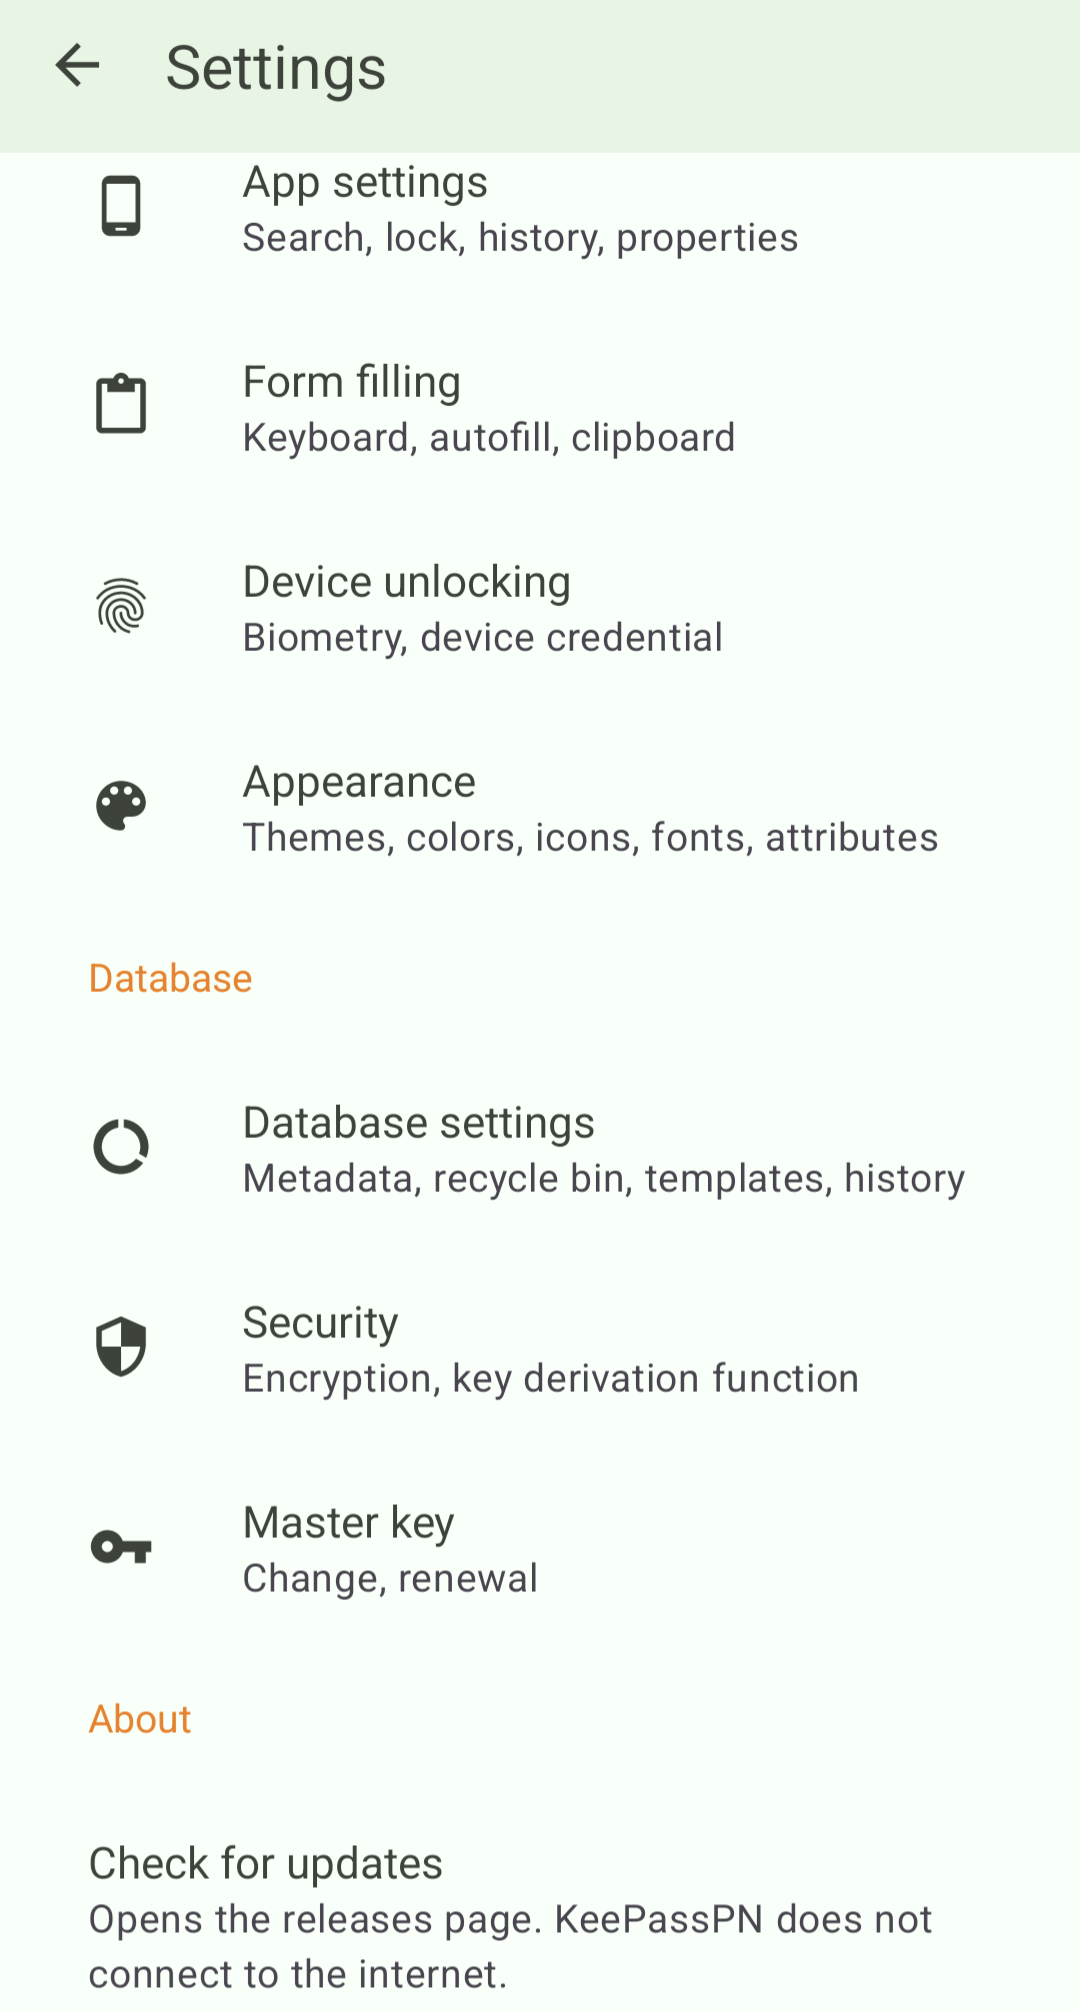 Settings
App settings
Search, lock, history, properties
Form filling
Keyboard, autofill, clipboard
Device unlocking
Biometry, device credential
Appearance
Themes, colors, icons, fonts, attributes
Database
Database settings
Metadata, recycle bin, templates, history
Security
Encryption, key derivation function
Master key
Change, renewal
About
Check for updates
Opens the releases page. KeePassPN does not
connect to the internet.